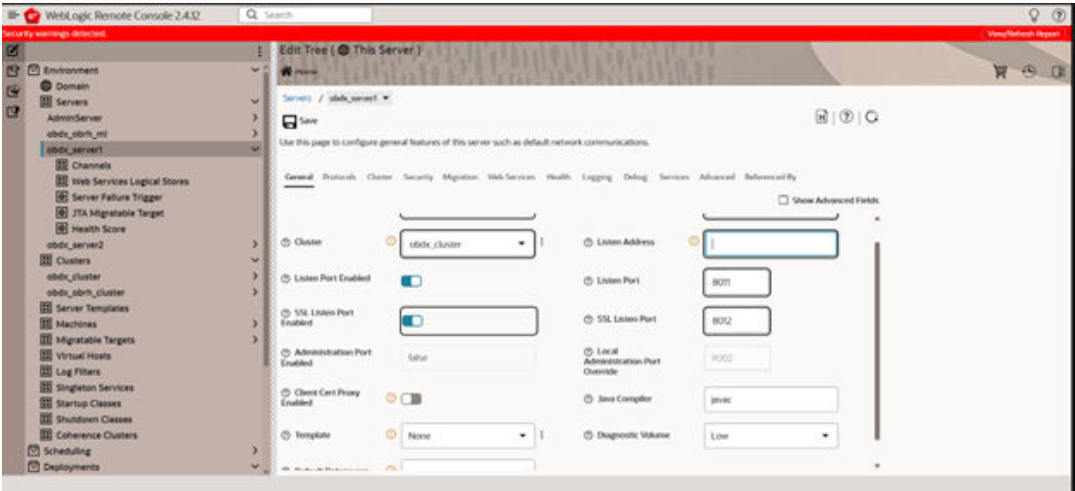 WebLogic Remote Console 2.4.12
Search
Security warnings detected.
View/Refresh Report
Edit Tree ( This Server )
Home
Environment
Domain
Servers
AdminServer
obdx_obrh_ml
obdx_server1
Channels
Web Services Logical Stores
Server Failure Trigger
JTA Migratable Target
Health Score
obdx_server2
Clusters
obdx_cluster
obdx_obrh_cluster
Server Templates
Machines
Migratable Targets
Virtual Hosts
Log Filters
Singleton Services
Startup Classes
Shutdown Classes
Coherence Clusters
Scheduling
Deployments
Servers / obdx_server1
Save
Use this page to configure general features of this server such as default network communications.
General Protocols Cluster Security Migration Web Services Health Logging Debug Services Advanced Referenced By
Show Advanced Fields
Cluster obdx_cluster Listen Address
Listen Port Enabled Listen Port 8011
SSL Listen Port
Enabled
SSL Listen Port 8012
Administration Port
Enabled
false
Local
Administration Port
Override
9002
Client Cert Proxy
Enabled
Java Compiler javac
Template None Diagnostic Volume Low